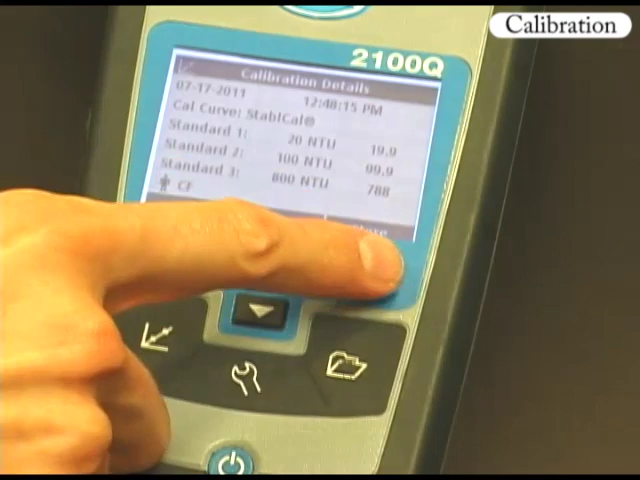 Calibration
2100Q
Calibration Details
07-17-2011 12:48:15 PM
Cal Curve: StablCal®
Standard 1: 20 NTU 19.9
Standard 2: 100 NTU 99.9
Standard 3: 800 NTU 788
CF
Store